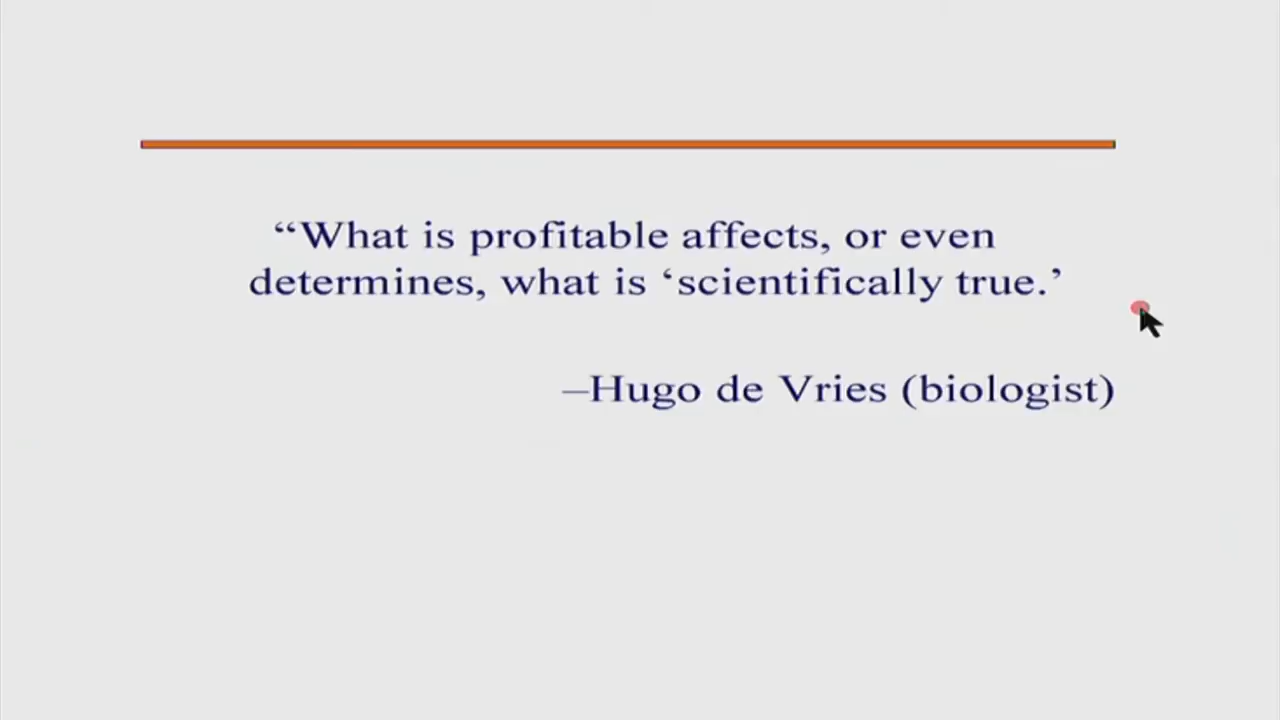 “What is profitable affects, or even
determines, what is ‘scientifically true.’
–Hugo de Vries (biologist)